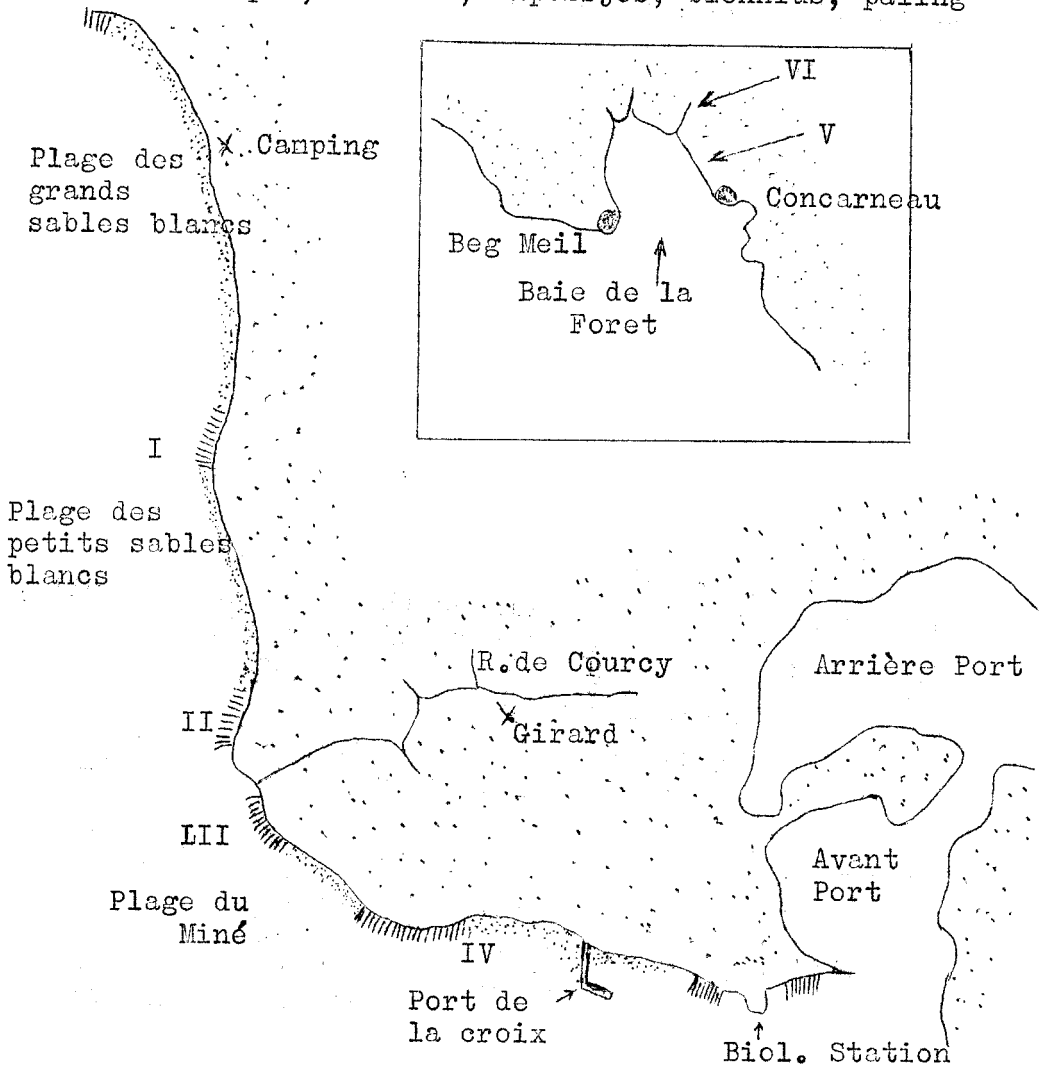 paling
VI
Camping
V
Plage des
grands
sables blancs
Concarneau
Beg Meil
Baie de la
Foret
I
Plage des
petits sables
blancs
R. de Courcy
Arrière Port
II
Girard
LII
Avant
Port
Plage du
Miné
IV
Port de
la croix
Biol. Station